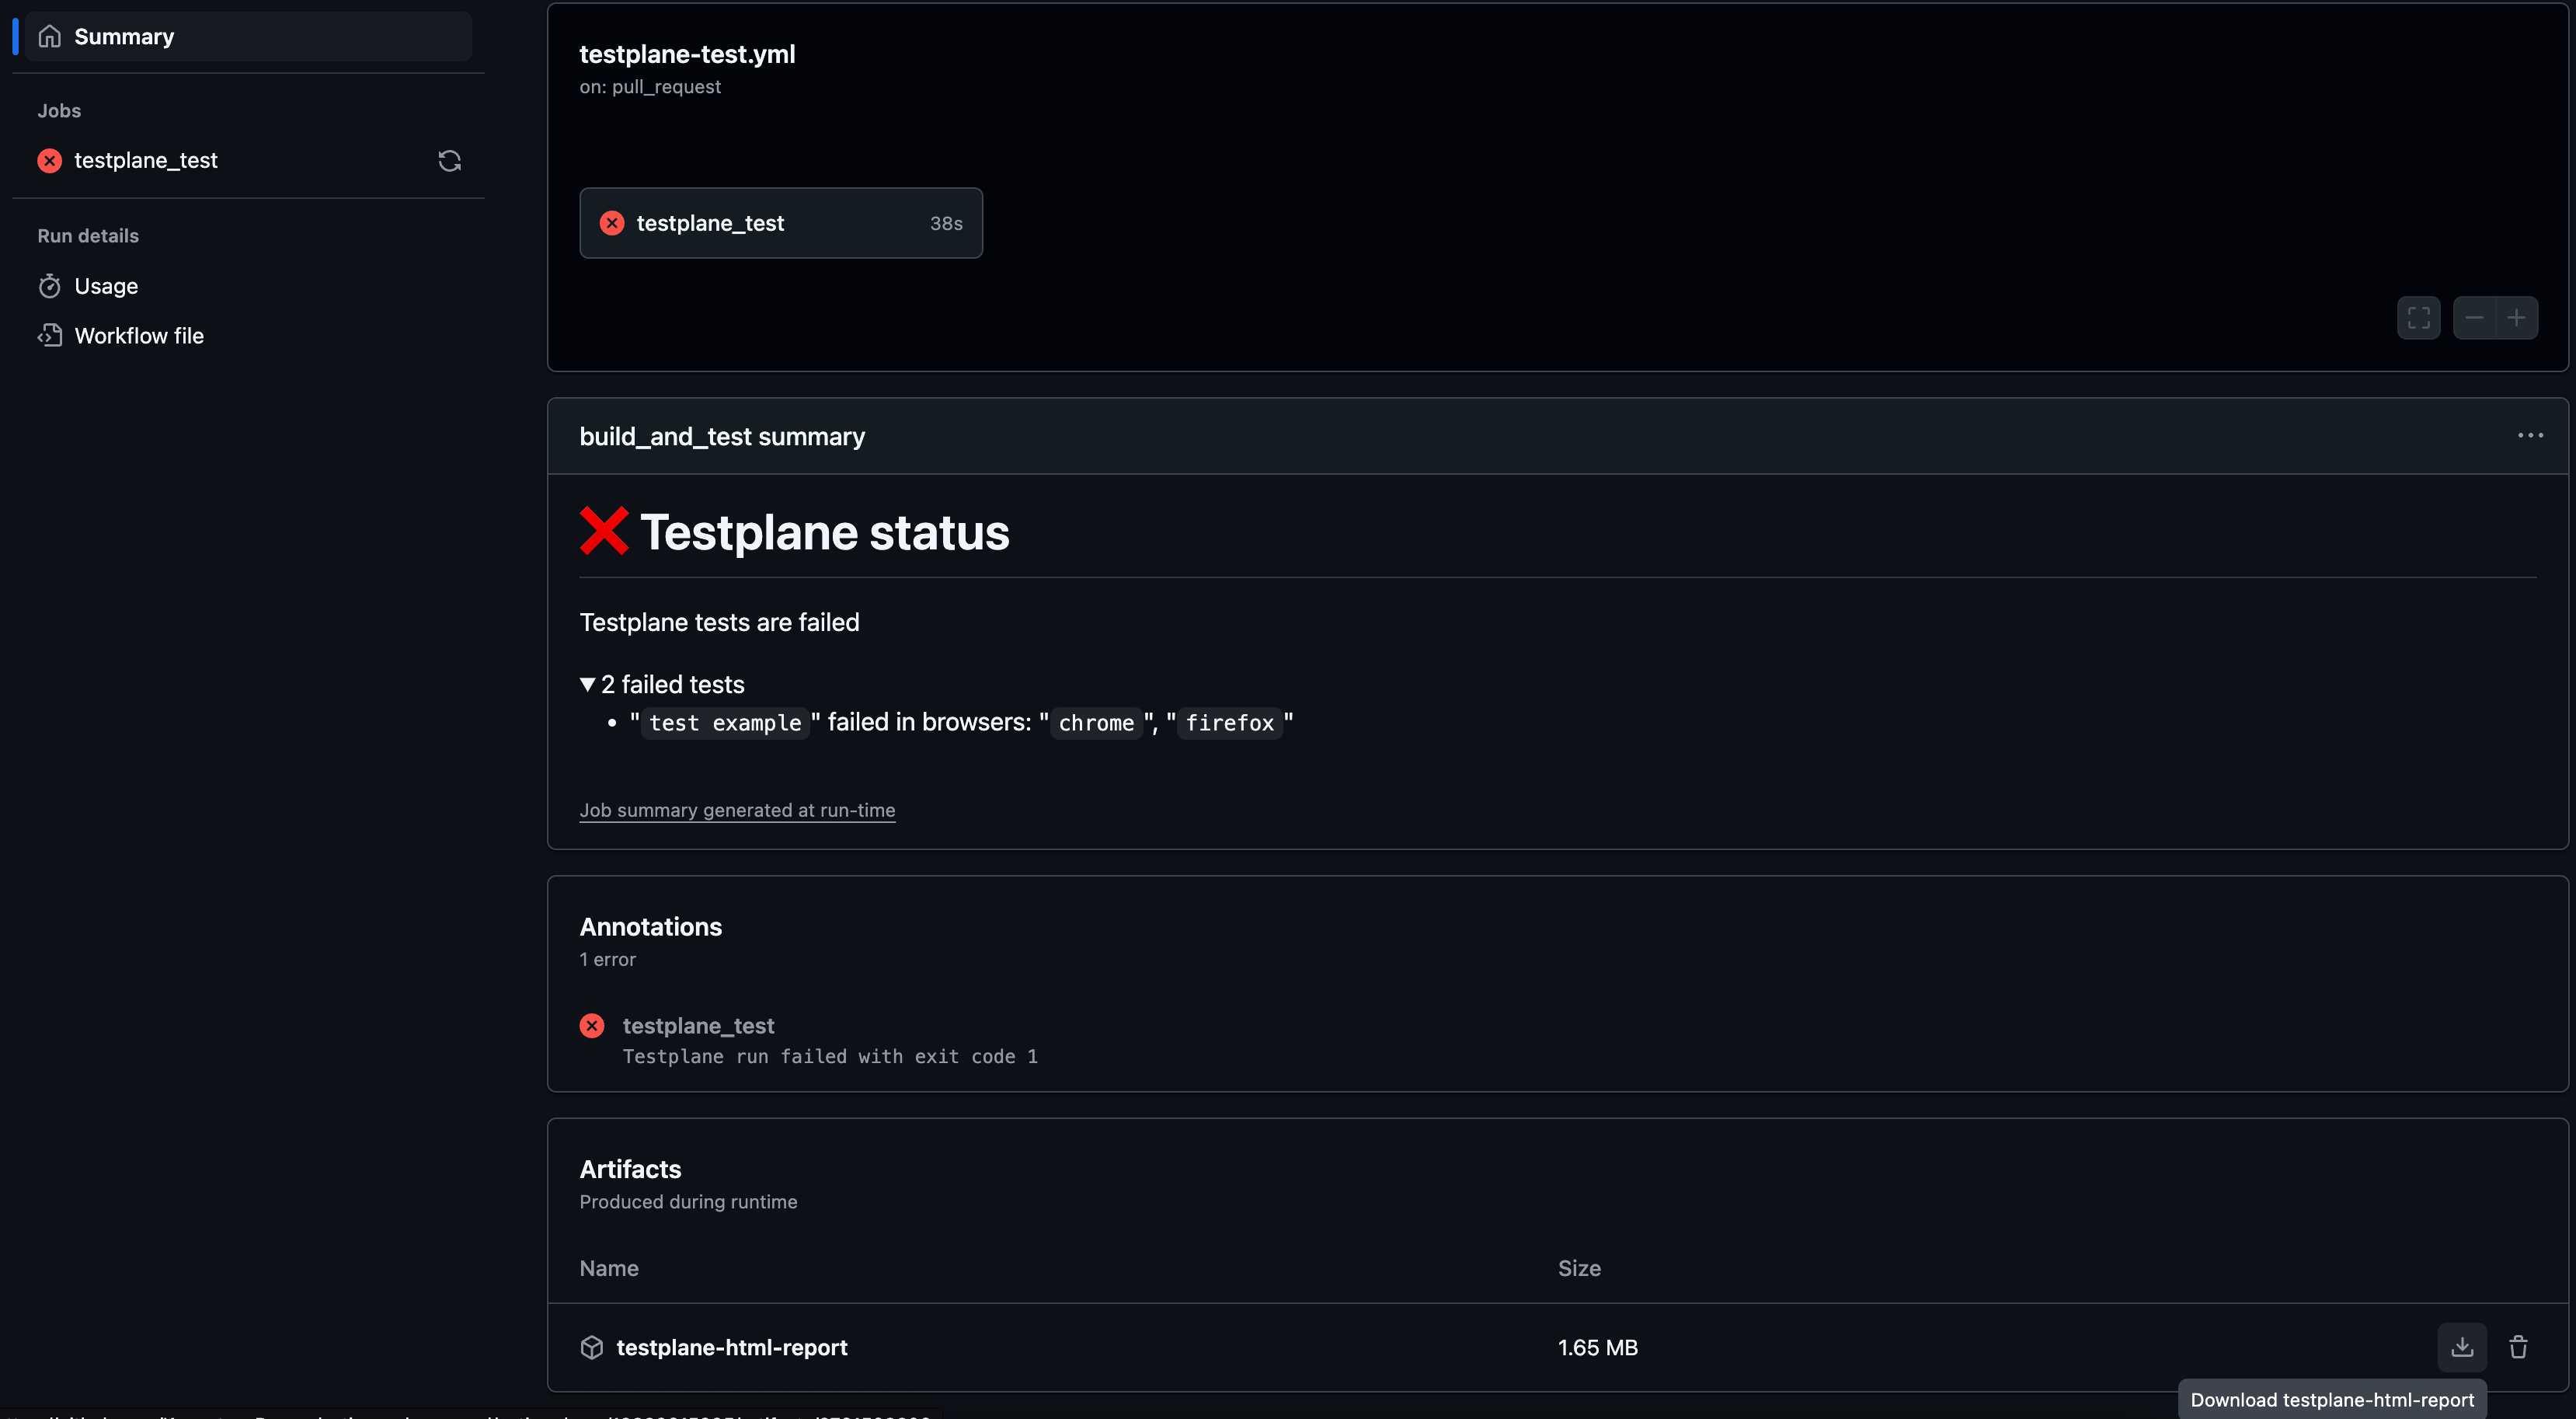 Summary
Jobs
testplane_test
Run details
Usage
Workflow file
testplane-test.yml
on: pull_request
testplane_test 38s
build_and_test summary
❌ Testplane status
Testplane tests are failed
▼ 2 failed tests
• "test example" failed in browsers: "chrome", "firefox"
Job summary generated at run-time
Annotations
1 error
testplane_test
Testplane run failed with exit code 1
Artifacts
Produced during runtime
Name Size
testplane-html-report 1.65 MB
Download testplane-html-report